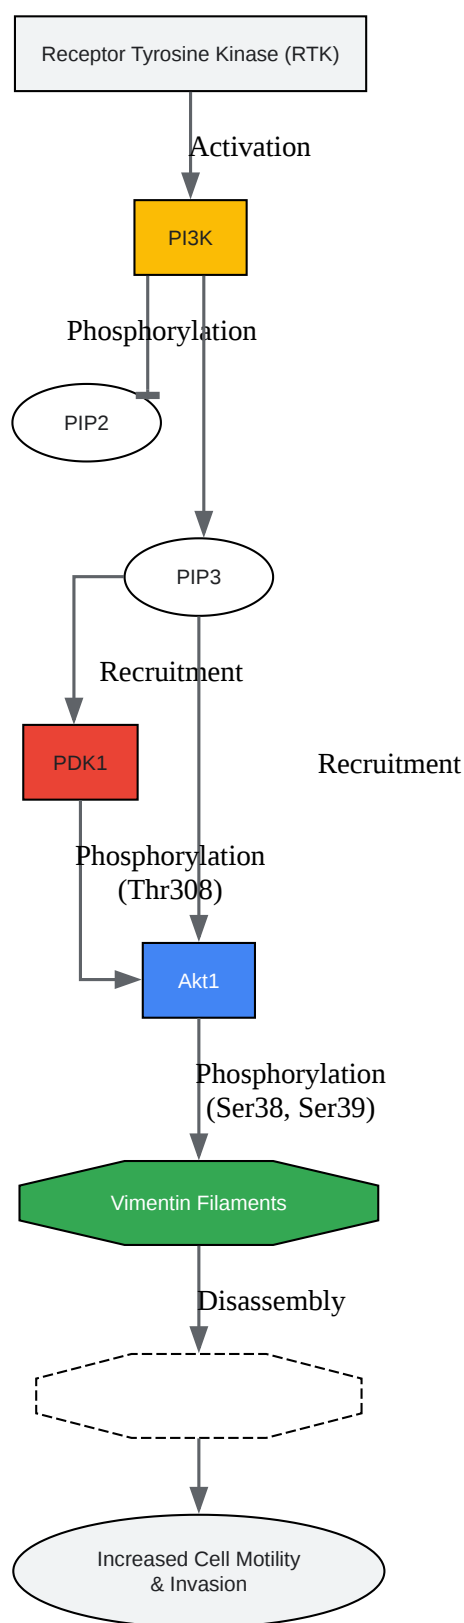 Receptor Tyrosine Kinase (RTK)
Activation
PI3K
Phosphorylation
PIP2
PIP3
Recruitment
PDK1
Recruitment
Phosphorylation
(Thr308)
Akt1
Phosphorylation
(Ser38, Ser39)
Vimentin Filaments
Disassembly
Increased Cell Motility
& Invasion